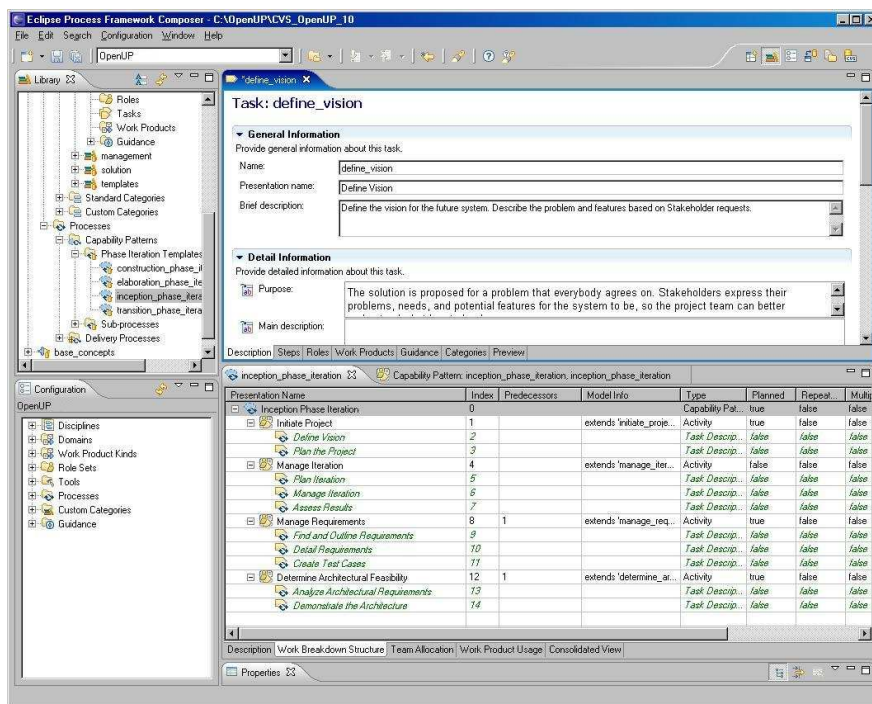 Eclipse Process Framework Composer - C:\OpenUP\CVS_OpenUP_10
File Edit Search Configuration Window Help
OpenUP
Library
Roles
Tasks
Work Products
Guidance
management
solution
templates
Standard Categories
Custom Categories
Processes
Capability Patterns
Phase Iteration Templates
construction_phase_it
elaboration_phase_ite
inception_phase_itera
transition_phase_itera
Sub-processes
Delivery Processes
base_concepts
Configuration
OpenUP
Disciplines
Domains
Work Product Kinds
Role Sets
Tools
Processes
Custom Categories
Guidance
*define_vision
Task: define_vision
General Information
Provide general information about this task.
Name: define_vision
Presentation name: Define Vision
Brief description: Define the vision for the future system. Describe the problem and features based on Stakeholder requests.
Detail Information
Provide detailed information about this task.
Purpose: The solution is proposed for a problem that everybody agrees on. Stakeholders express their
problems, needs, and potential features for the system to be, so the project team can better
Main description:
Description Steps Roles Work Products Guidance Categories Preview
inception_phase_iteration Capability Pattern: inception_phase_iteration, inception_phase_iteration
Presentation Name Index Predecessors Model Info Type Planned Repeat... Multip
Inception Phase Iteration 0 Capability Pat... true false false
Initiate Project 1 extends 'initiate_proje... Activity true false false
Define Vision 2 Task Descrip... false false false
Plan the Project 3 Task Descrip... false false false
Manage Iteration 4 extends 'manage_iter... Activity false false false
Plan Iteration 5 Task Descrip... false false false
Manage Iteration 6 Task Descrip... false false false
Assess Results 7 Task Descrip... false false false
Manage Requirements 8 1 extends 'manage_req... Activity true false false
Find and Outline Requirements 9 Task Descrip... false false false
Detail Requirements 10 Task Descrip... false false false
Create Test Cases 11 Task Descrip... false false false
Determine Architectural Feasibility 12 1 extends 'determine_ar... Activity true false false
Analyze Architectural Requirements 13 Task Descrip... false false false
Demonstrate the Architecture 14 Task Descrip... false false false
Description Work Breakdown Structure Team Allocation Work Product Usage Consolidated View
Properties